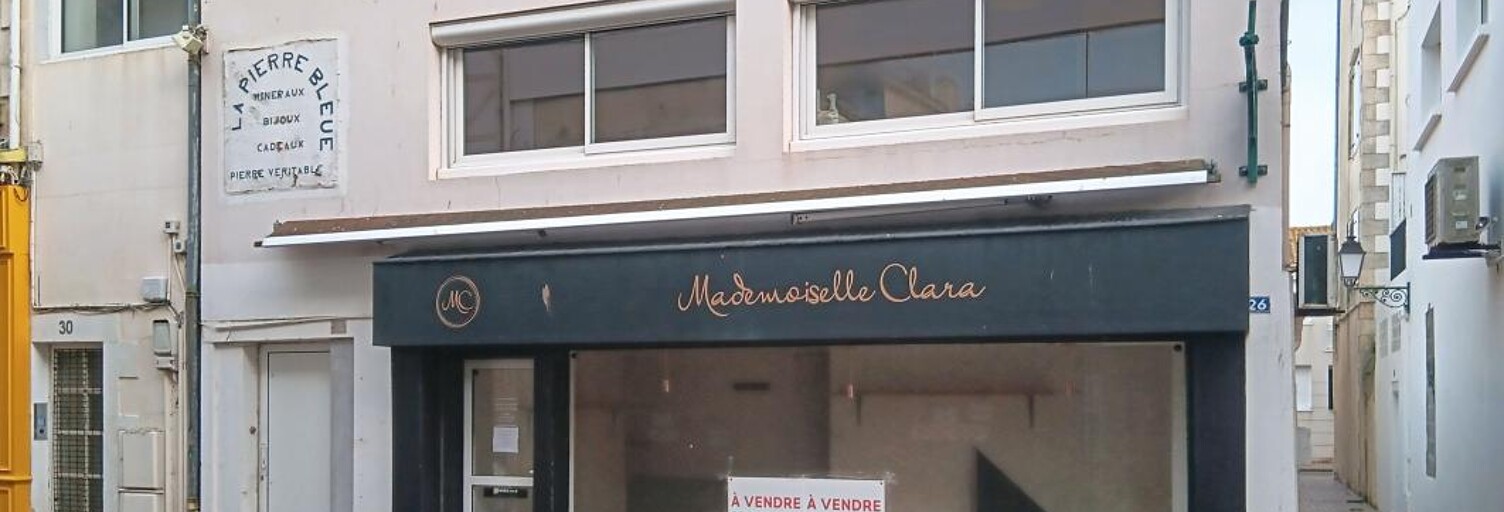 LA PIERRE BLEUE
MINERAUX
BIJOUX
CADEAUX
PIERRE VERITABLE
MC
Mademoiselle Clara
26
30
À VENDRE À VENDRE